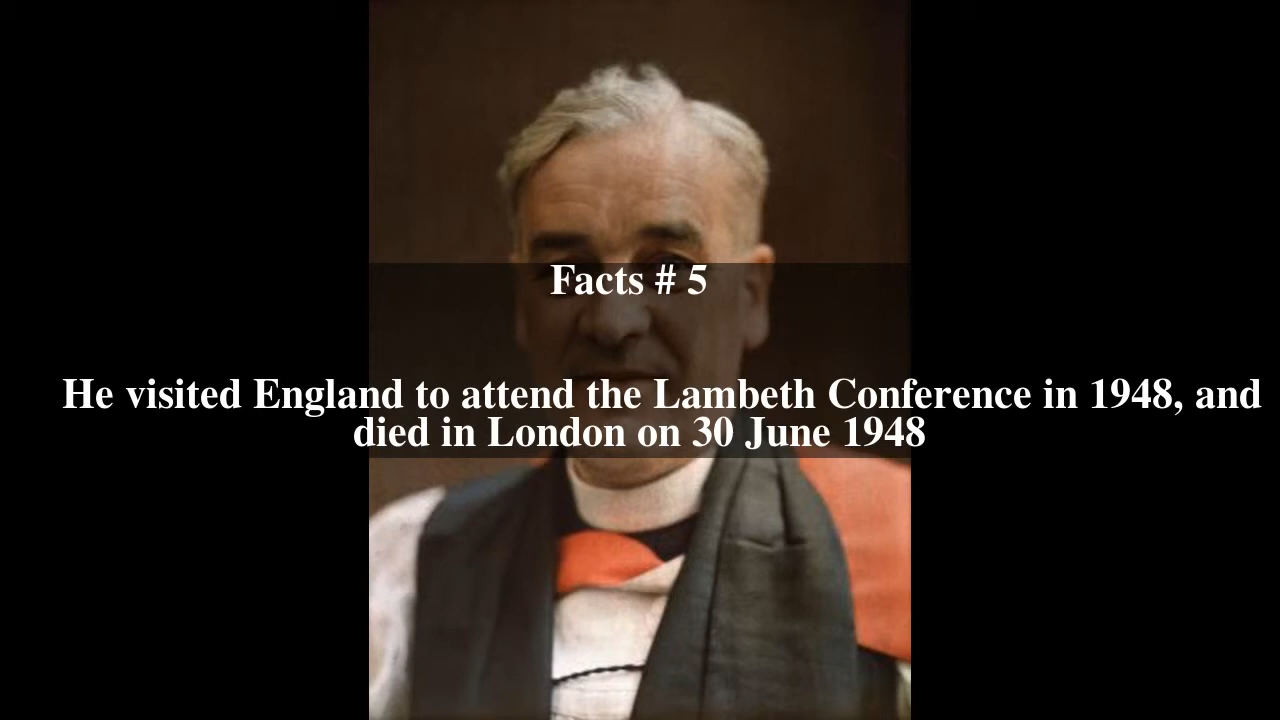 Facts # 5
He visited England to attend the Lambeth Conference in 1948, and
died in London on 30 June 1948